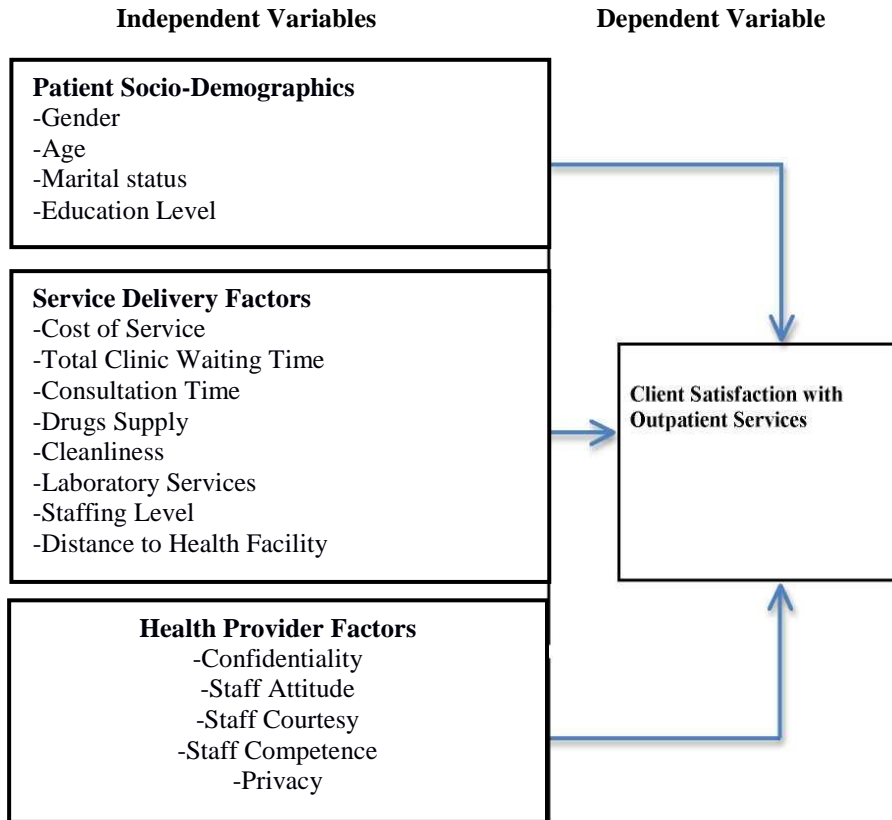 Independent Variables
Dependent Variable
Patient Socio-Demographics
-Gender
-Age
-Marital status
-Education Level
Service Delivery Factors
-Cost of Service
-Total Clinic Waiting Time
-Consultation Time
-Drugs Supply
-Cleanliness
-Laboratory Services
-Staffing Level
-Distance to Health Facility
Health Provider Factors
-Confidentiality
-Staff Attitude
-Staff Courtesy
-Staff Competence
-Privacy
Client Satisfaction with
Outpatient Services